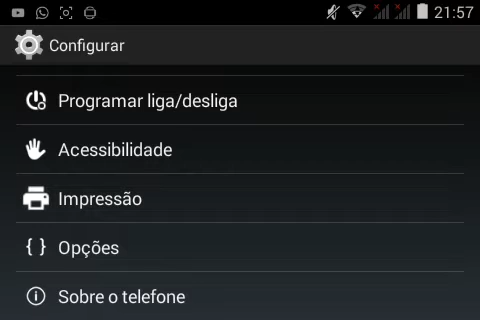 21:57
Configurar
Programar liga/desliga
Acessibilidade
Impressão
{ } Opções
Sobre o telefone